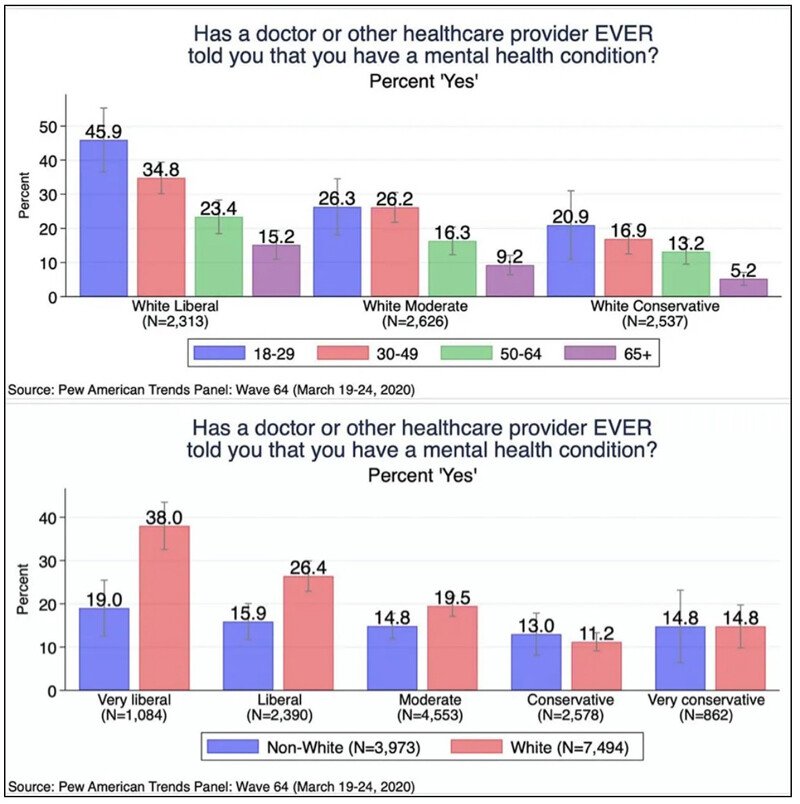 Has a doctor or other healthcare provider EVER
told you that you have a mental health condition?
Percent 'Yes'
Percent
50
40
30
20
10
0
45.9
34.8
23.4
15.2
26.3
26.2
16.3
9.2
20.9
16.9
13.2
5.2
White Liberal
(N=2,313)
White Moderate
(N=2,626)
White Conservative
(N=2,537)
18-29 30-49 50-64 65+
Source: Pew American Trends Panel: Wave 64 (March 19-24, 2020)
Has a doctor or other healthcare provider EVER
told you that you have a mental health condition?
Percent 'Yes'
Percent
40
30
20
10
0
19.0
38.0
15.9
26.4
14.8
19.5
13.0
11.2
14.8
14.8
Very liberal
(N=1,084)
Liberal
(N=2,390)
Moderate
(N=4,553)
Conservative
(N=2,578)
Very conservative
(N=862)
Non-White (N=3,973) White (N=7,494)
Source: Pew American Trends Panel: Wave 64 (March 19-24, 2020)